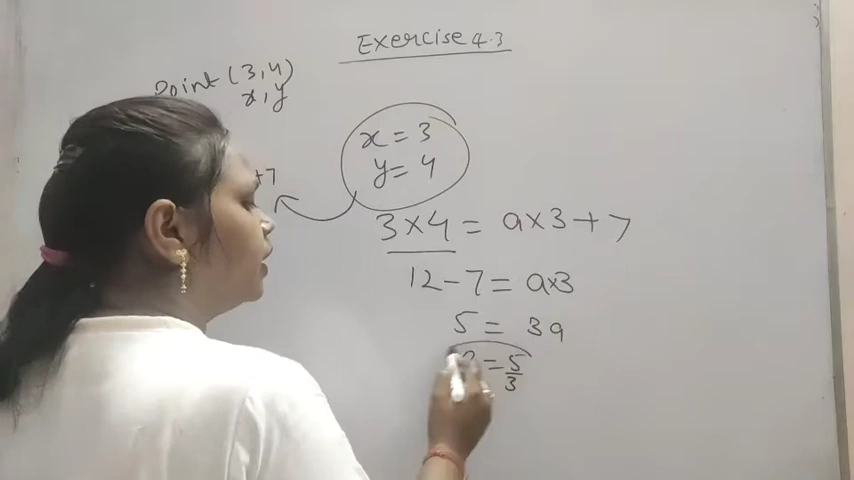 Exercise 4.3
Point (3,4)
x,y
x = 3
y = 4
+7
3×4 = a×3+7
12-7 = a×3
5 = 3a
= 5/3